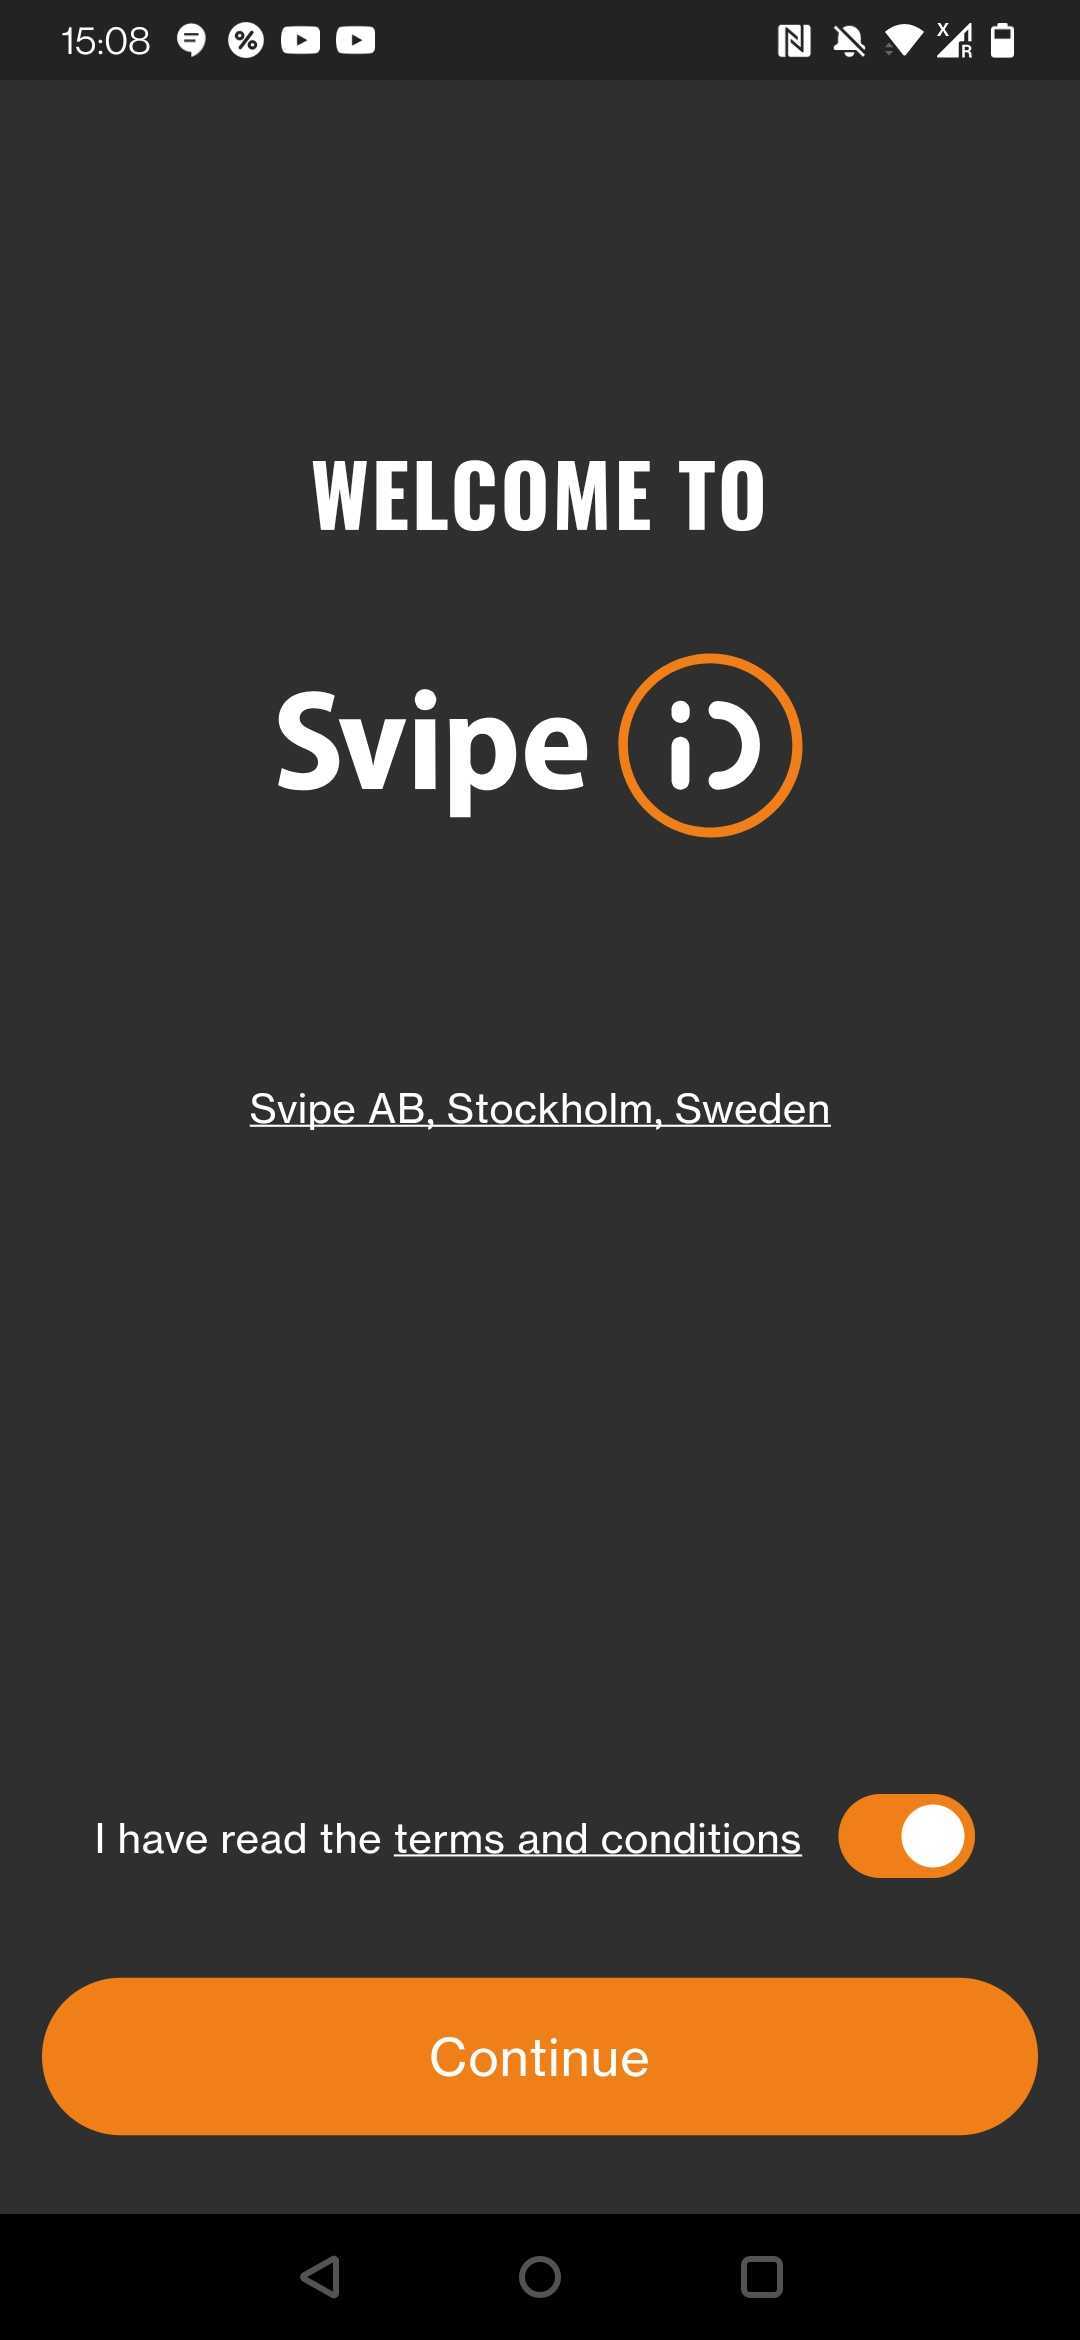 15:08
WELCOME TO
Svipe iD
Svipe AB, Stockholm, Sweden
I have read the terms and conditions
Continue